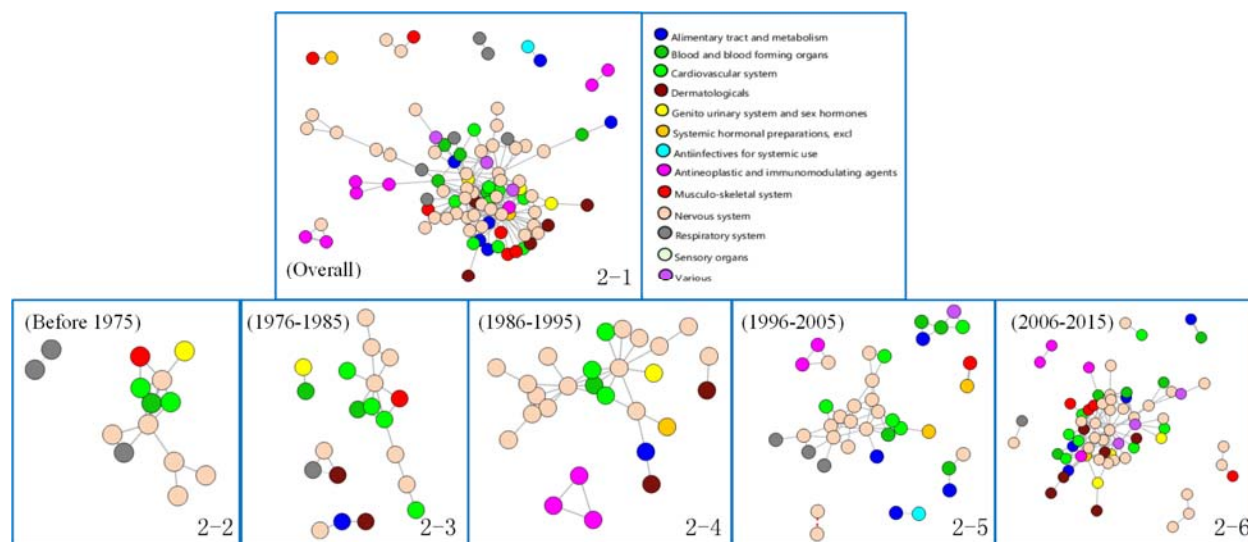 (Overall)
2-1
Alimentary tract and metabolism
Blood and blood forming organs
Cardiovascular system
Dermatologicals
Genito urinary system and sex hormones
Systemic hormonal preparations, excl
Antiinfectives for systemic use
Antineoplastic and immunomodulating agents
Musculo-skeletal system
Nervous system
Respiratory system
Sensory organs
Various
(Before 1975)
2-2
(1976-1985)
2-3
(1986-1995)
2-4
(1996-2005)
2-5
(2006-2015)
2-6